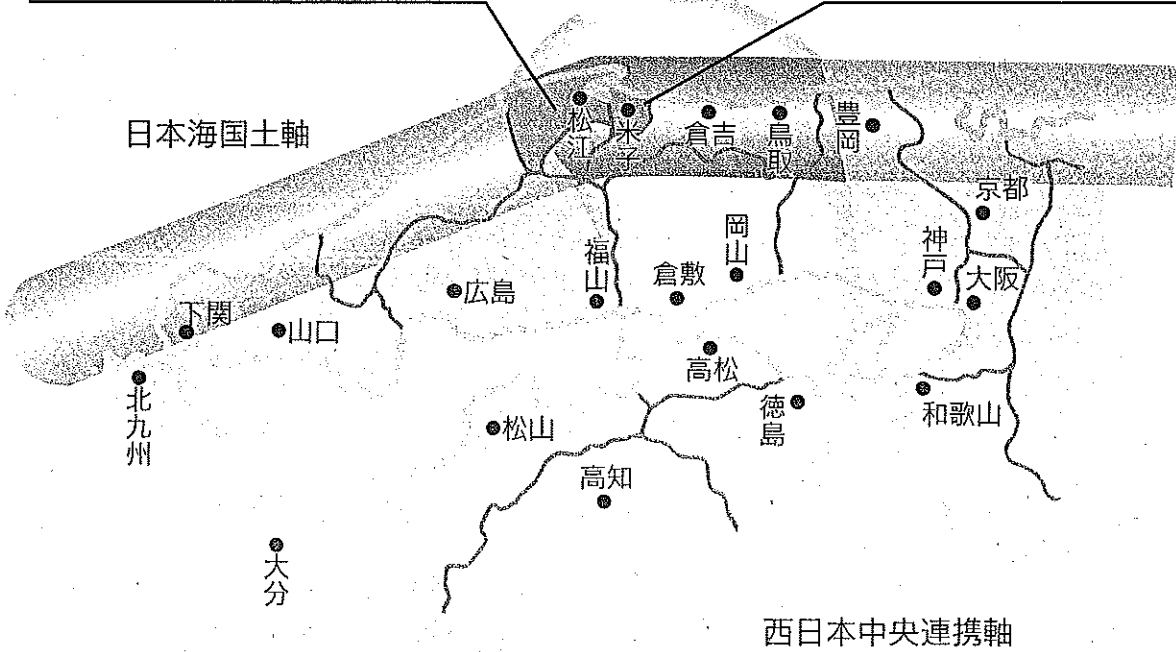 日本海国土軸
松江
米子
倉吉
鳥取
豊岡
京都
福山
倉敷
岡山
神戸
大阪
広島
下関
山口
北九州
高松
徳島
和歌山
松山
高知
大分
西日本中央連携軸